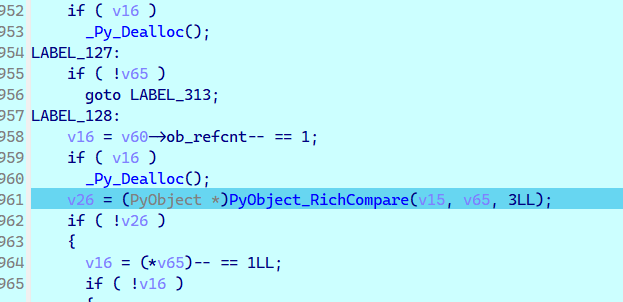 952 if ( v16 )
953 _Py_Dealloc();
954 LABEL_127:
955 if ( !v65 )
956 goto LABEL_313;
957 LABEL_128:
958 v16 = v60->ob_refcnt-- == 1;
959 if ( v16 )
960 _Py_Dealloc();
961 v26 = (PyObject *)PyObject_RichCompare(v15, v65, 3LL);
962 if ( !v26 )
963 {
964 v16 = (*v65)-- == 1LL;
965 if ( !v16 )